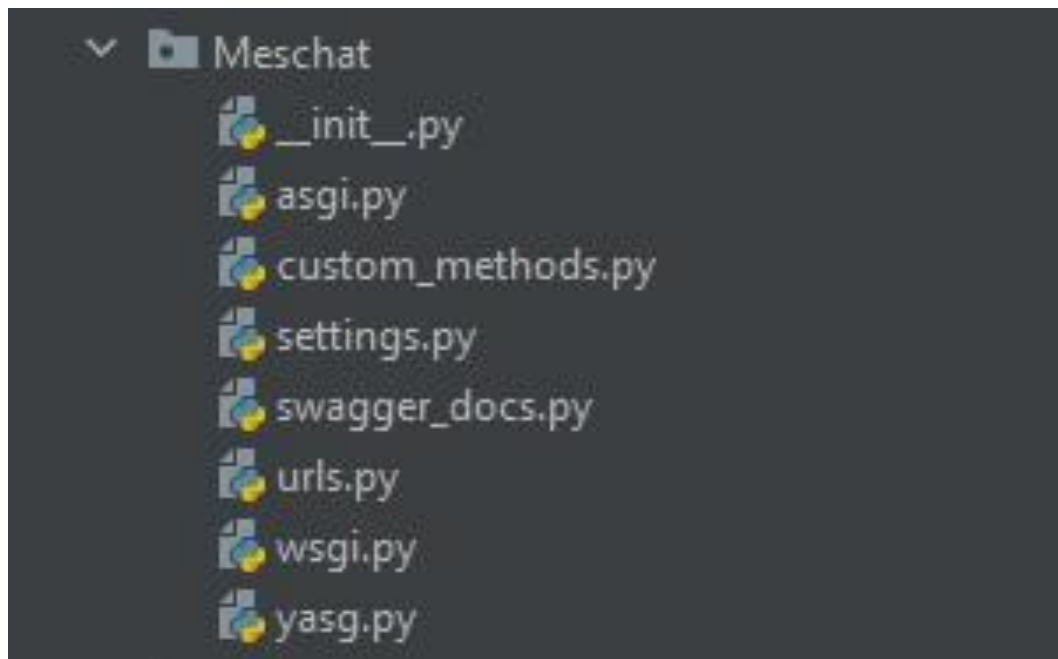 Meschat
__init__.py
asgi.py
custom_methods.py
settings.py
swagger_docs.py
urls.py
wsgi.py
yasg.py